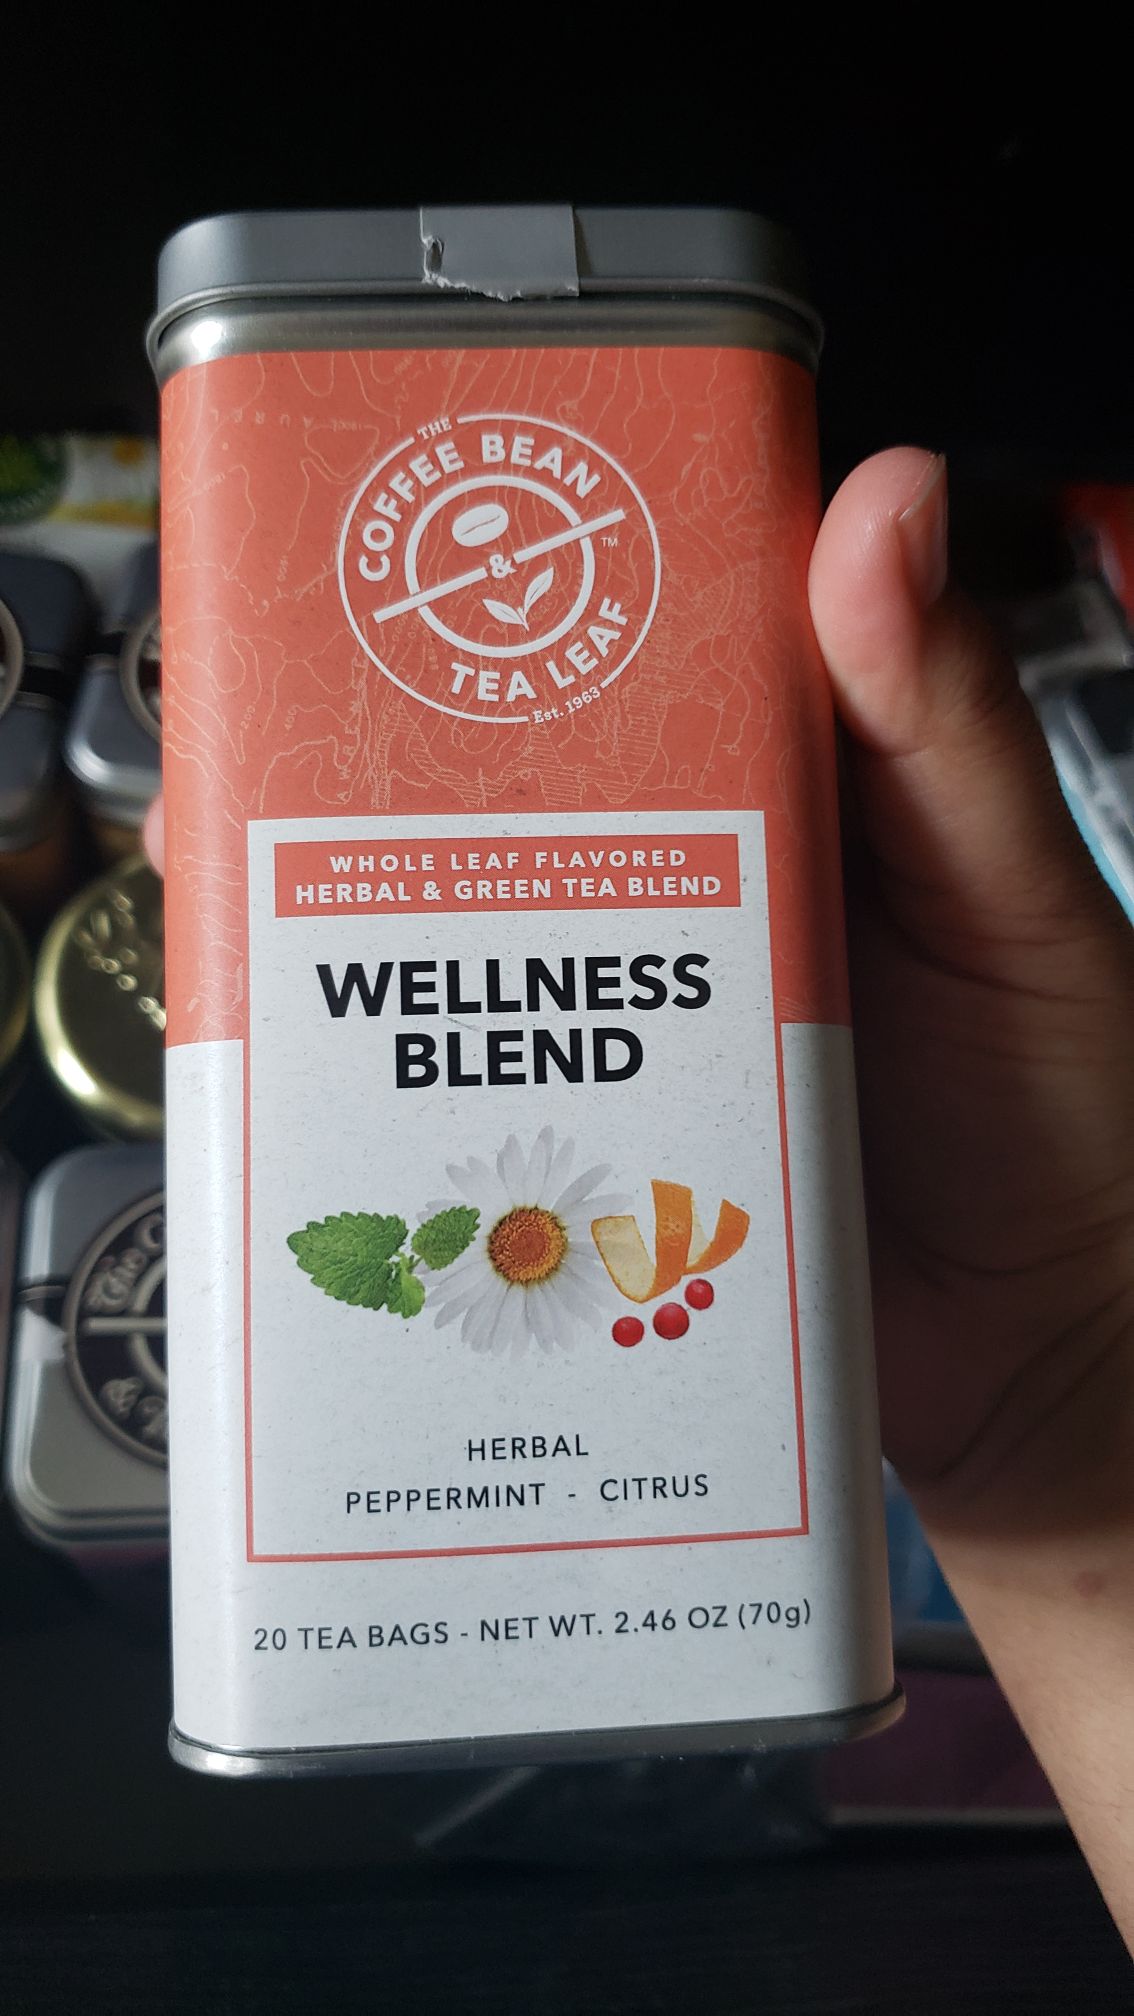 THE
COFFEE BEAN
&
TM
TEA LEAF
Est. 1963
WHOLE LEAF FLAVORED
HERBAL & GREEN TEA BLEND
WELLNESS
BLEND
HERBAL
PEPPERMINT - CITRUS
20 TEA BAGS - NET WT. 2.46 OZ (70g)
The
&